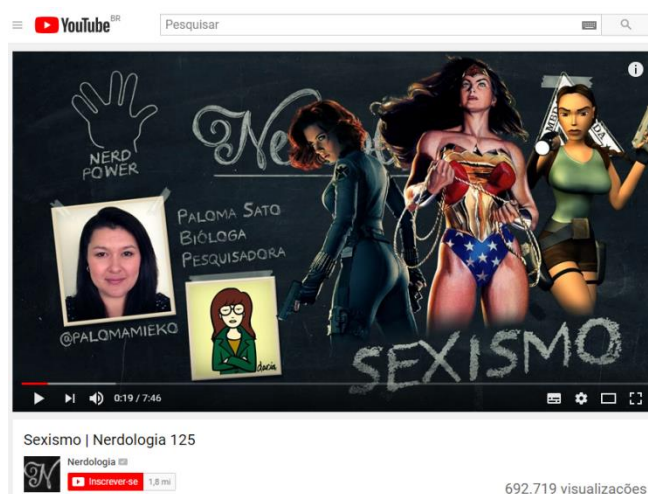 YouTube BR
Pesquisar
NERD
POWER
PALOMA SATO
BIÓLOGA
PESQUISADORA
@PALOMAMIEKO
daria
SEXISMO
0:19 / 7:46
Sexismo | Nerdologia 125
Nerdologia
Inscrever-se 1,8 mi
692.719 visualizações